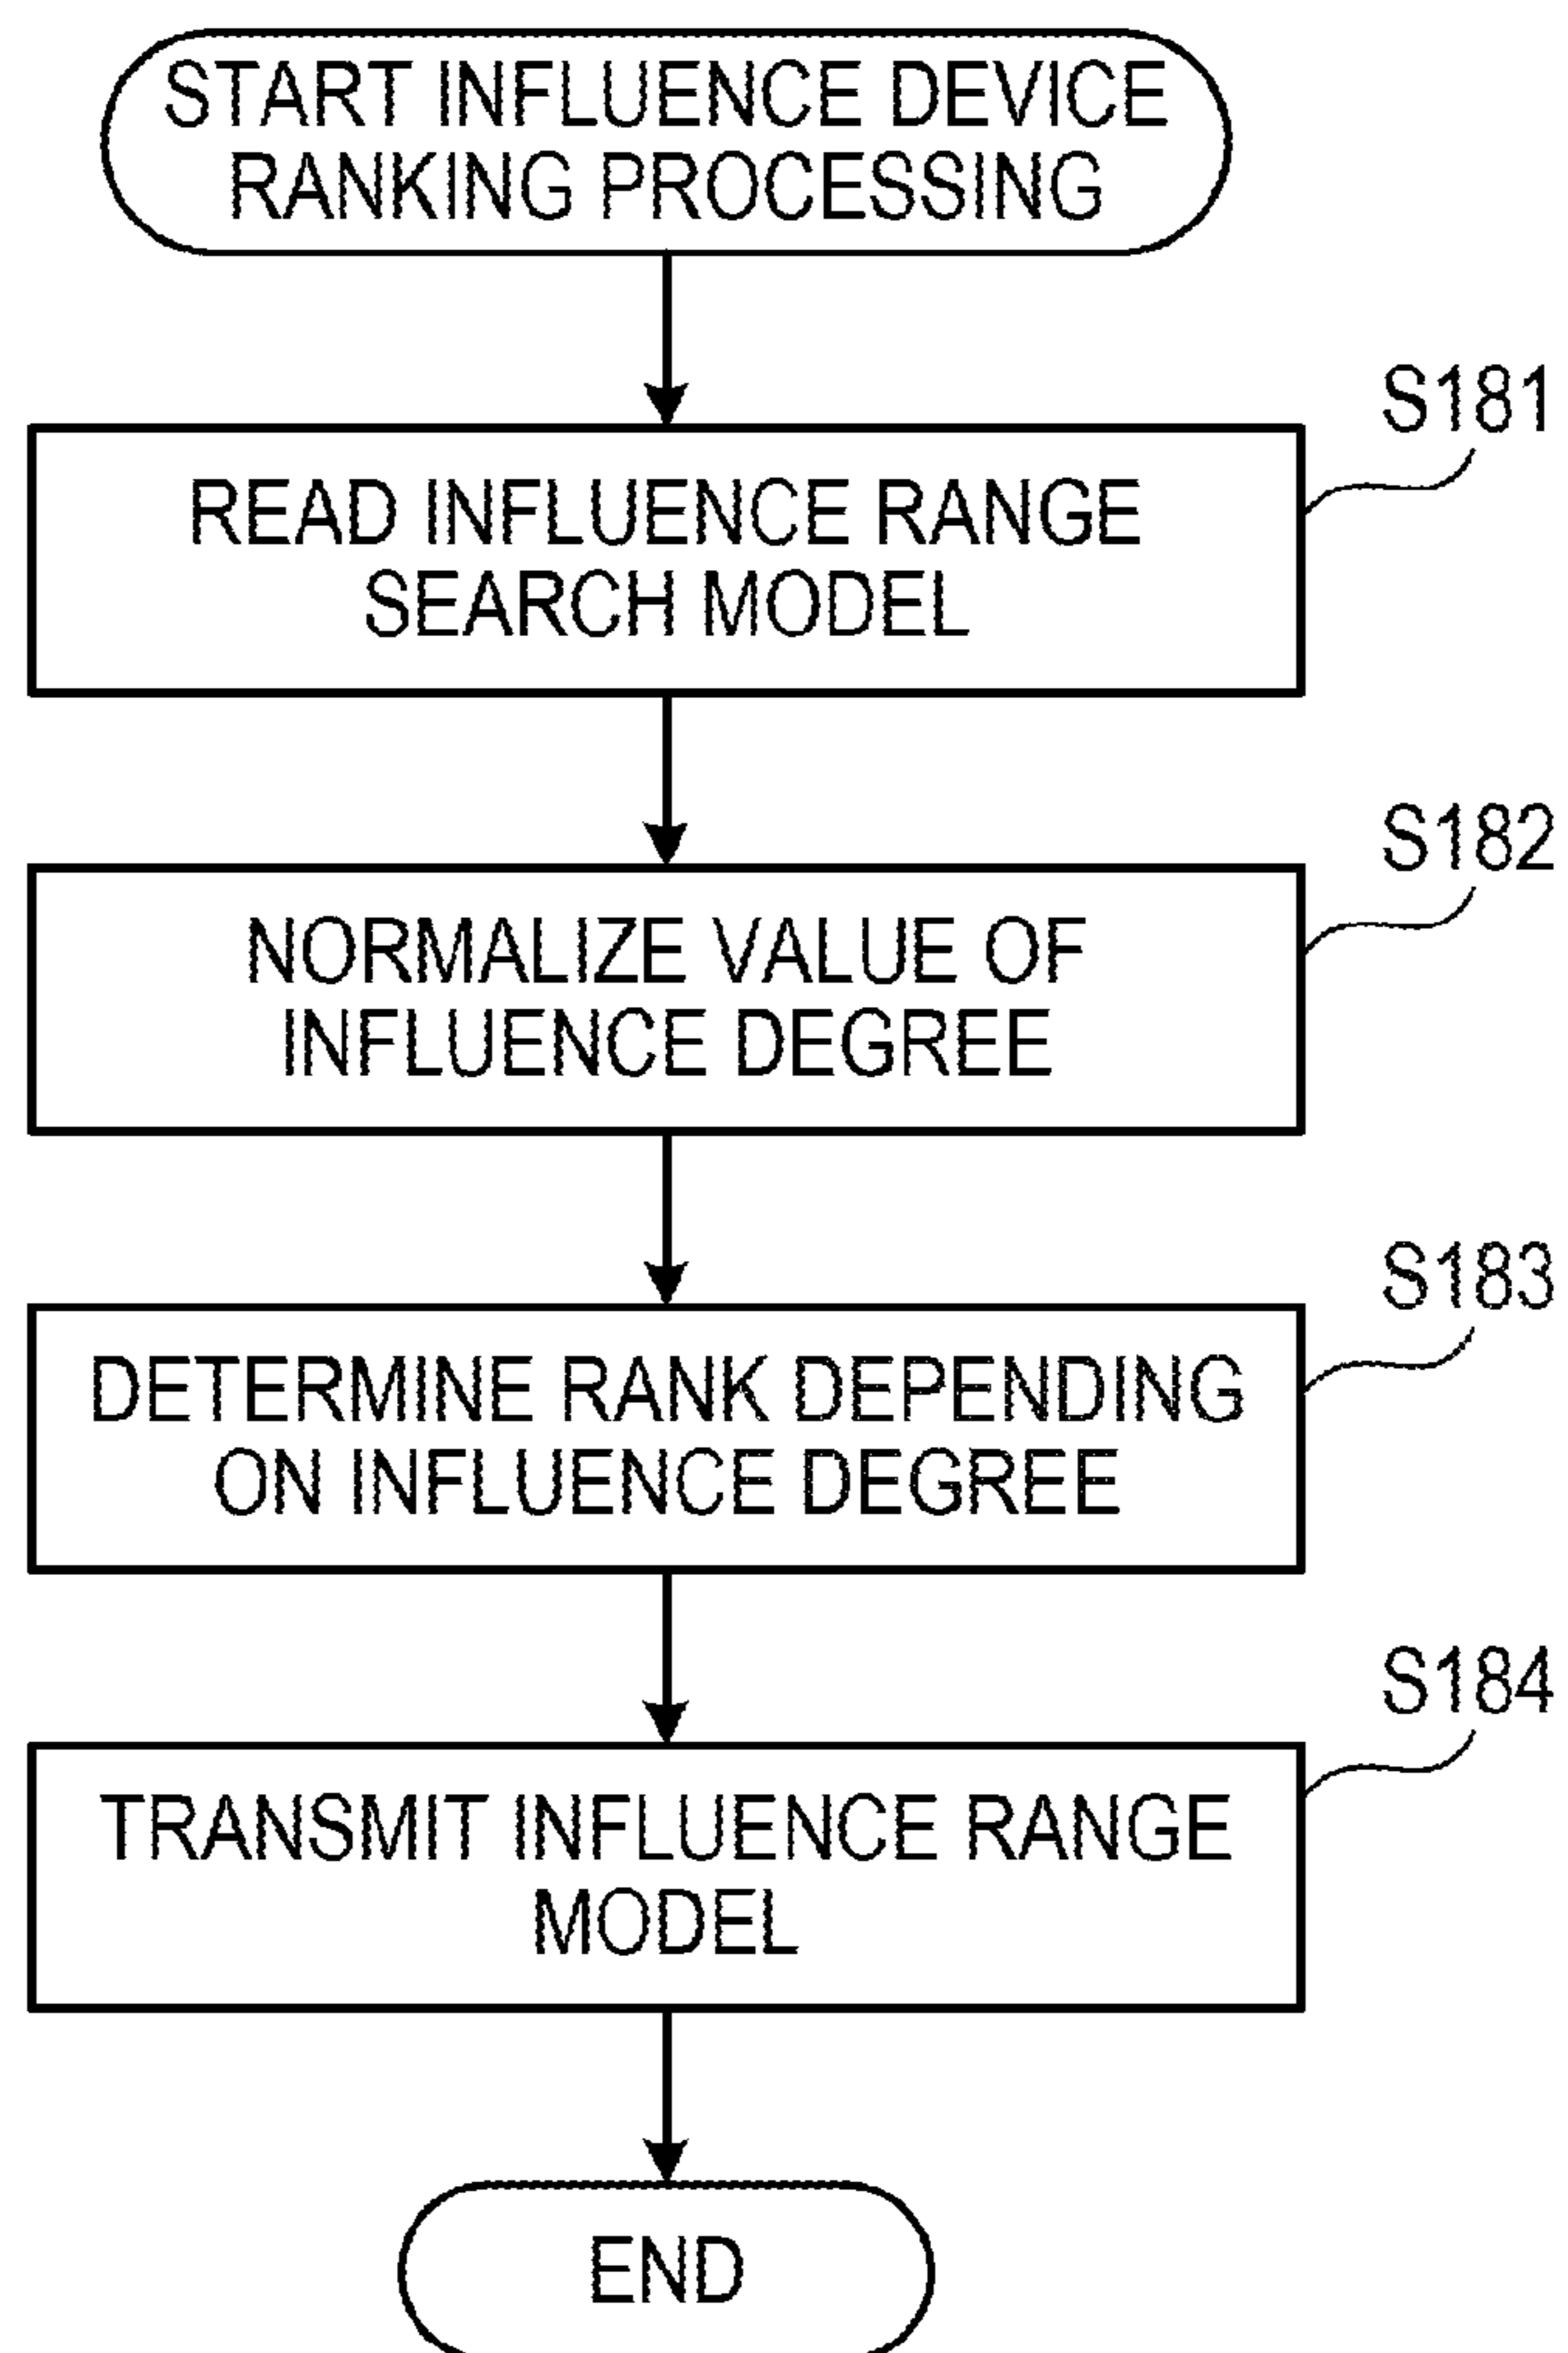 START INFLUENCE DEVICE
RANKING PROCESSING
S181
READ INFLUENCE RANGE
SEARCH MODEL
S182
NORMALIZE VALUE OF
INFLUENCE DEGREE
S183
DETERMINE RANK DEPENDING
ON INFLUENCE DEGREE
S184
TRANSMIT INFLUENCE RANGE
MODEL
END